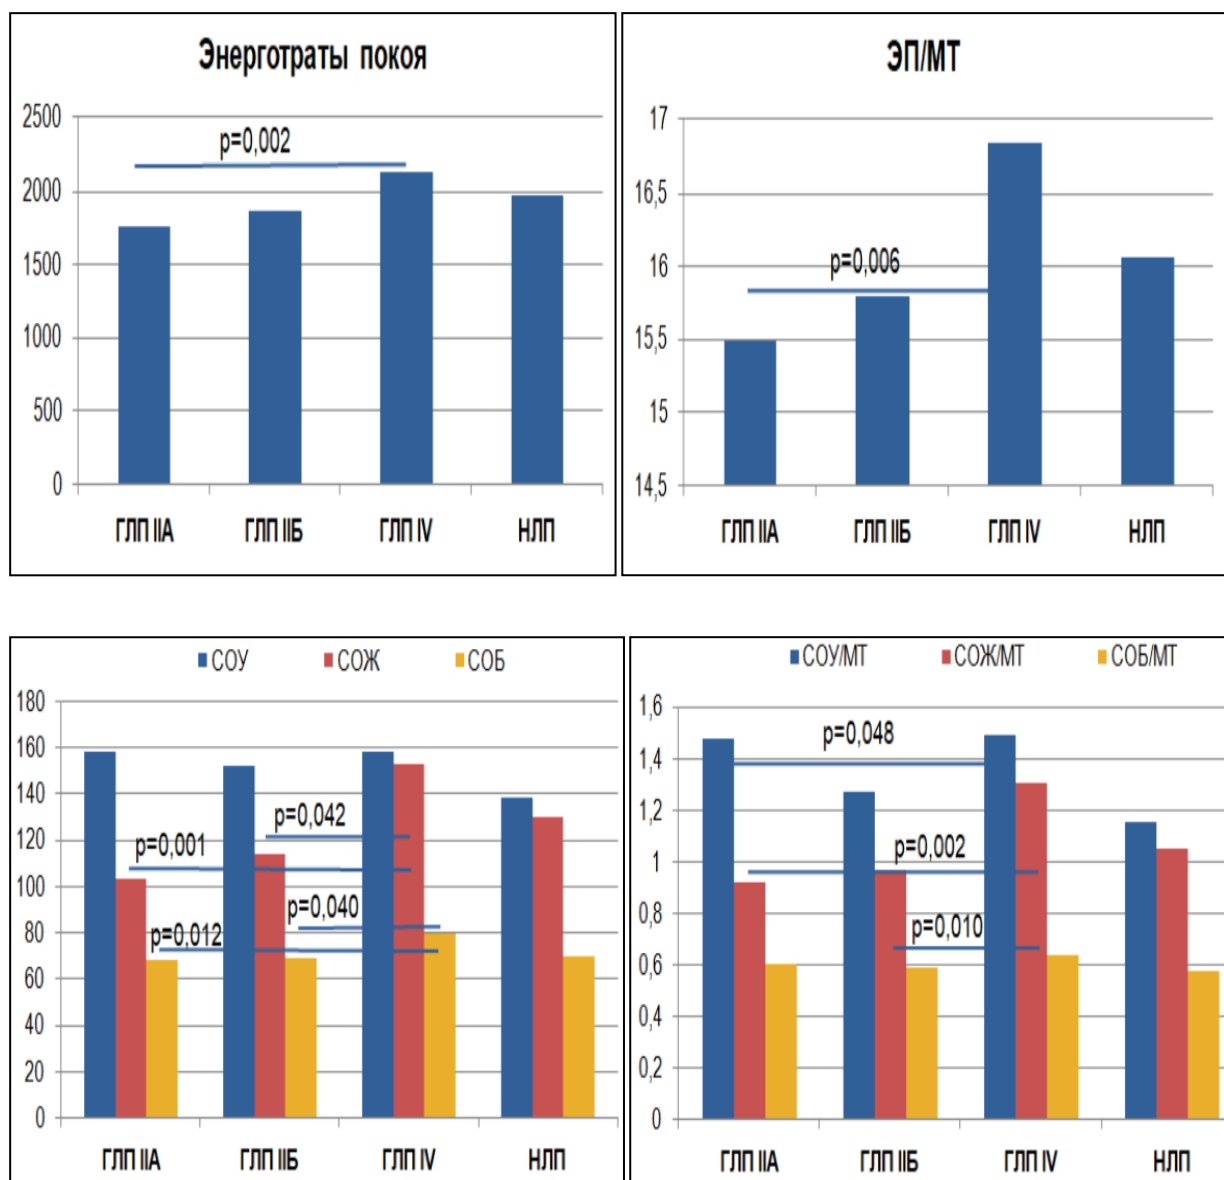 Энерготраты покоя
2500
2000
1500
1000
500
0
p=0,002
ГЛП IIА ГЛП IIБ ГЛП IV НЛП
ЭП/МТ
17
16,5
16
15,5
15
14,5
p=0,006
ГЛП IIА ГЛП IIБ ГЛП IV НЛП
СОУ СОЖ СОБ
180
160
140
120
100
80
60
40
20
0
p=0,042
p=0,001
p=0,040
p=0,012
ГЛП IIА ГЛП IIБ ГЛП IV НЛП
СОУ/МТ СОЖ/МТ СОБ/МТ
1,6
1,4
1,2
1
0,8
0,6
0,4
0,2
0
p=0,048
p=0,002
p=0,010
ГЛП IIА ГЛП IIБ ГЛП IV НЛП